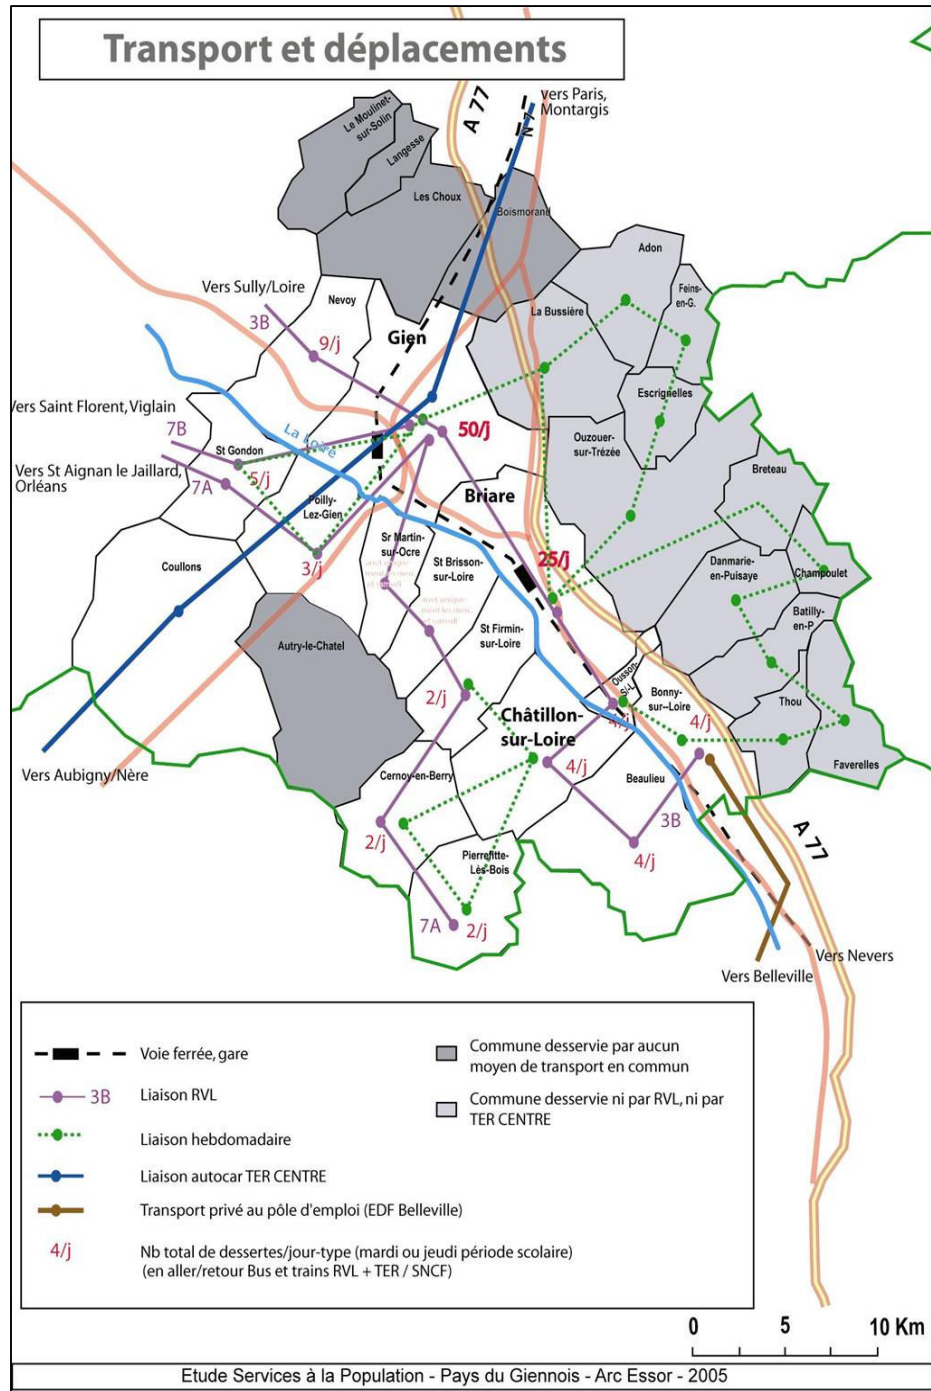 Transport et déplacements
A 77
N 7
vers Paris,
Montargis
Le Moulinet-
sur-Solin
Langesse
Les Choux
Boismorand
Adon
Feins-
en-G.
La Bussière
Vers Sully/Loire
Nevoy
3B
9/j
Gien
Escrignelles
Vers Saint Florent, Viglain
7B
La Loire
50/j
Ouzouer-
sur-Trézée
St Gondon
Vers St Aignan le Jaillard,
Orléans
7A
5/j
Poilly-
Lez-Gien
Briare
Breteau
3/j
Coullons
Sr Martin-
sur-Ocre
St Brisson-
sur-Loire
25/j
Danmarie-
en-Puisaye
Champoulet
Batilly-
en-P
St Firmin-
sur-Loire
Autry-le-Chatel
Ousson-
S/-L
Bonny-
sur--Loire
Thou
2/j
Châtillon-
sur-Loire
4/j
4/j
Faverelles
Vers Aubigny/Nère
Cernoy-en-Berry
4/j
Beaulieu
3B
A 77
2/j
4/j
Pierrefitte-
Lès-Bois
7A
2/j
Vers Nevers
Vers Belleville
Voie ferrée, gare
3B
Liaison RVL
Liaison hebdomadaire
Liaison autocar TER CENTRE
Transport privé au pôle d'emploi (EDF Belleville)
4/j
Nb total de dessertes/jour-type (mardi ou jeudi période scolaire)
(en aller/retour Bus et trains RVL + TER / SNCF)
Commune desservie par aucun
moyen de transport en commun
Commune desservie ni par RVL, ni par
TER CENTRE
0 5 10 Km
Etude Services à la Population - Pays du Giennois - Arc Essor - 2005